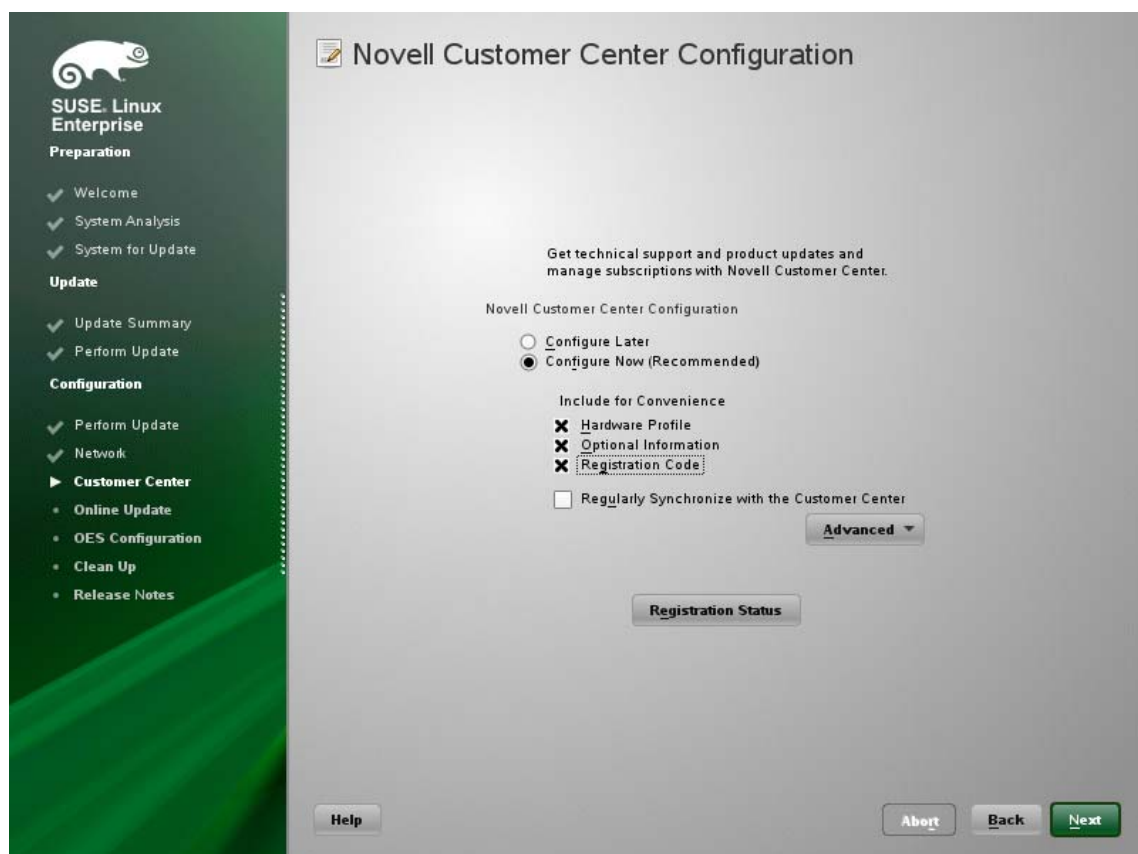 SUSE. Linux
Enterprise
Preparation
Welcome
System Analysis
System for Update
Update
Update Summary
Perform Update
Configuration
Perform Update
Network
Customer Center
Online Update
OES Configuration
Clean Up
Release Notes
Novell Customer Center Configuration
Get technical support and product updates and
manage subscriptions with Novell Customer Center.
Novell Customer Center Configuration
Configure Later
Configure Now (Recommended)
Include for Convenience
Hardware Profile
Optional Information
Registration Code
Regularly Synchronize with the Customer Center
Advanced
Registration Status
Help
Abort
Back
Next